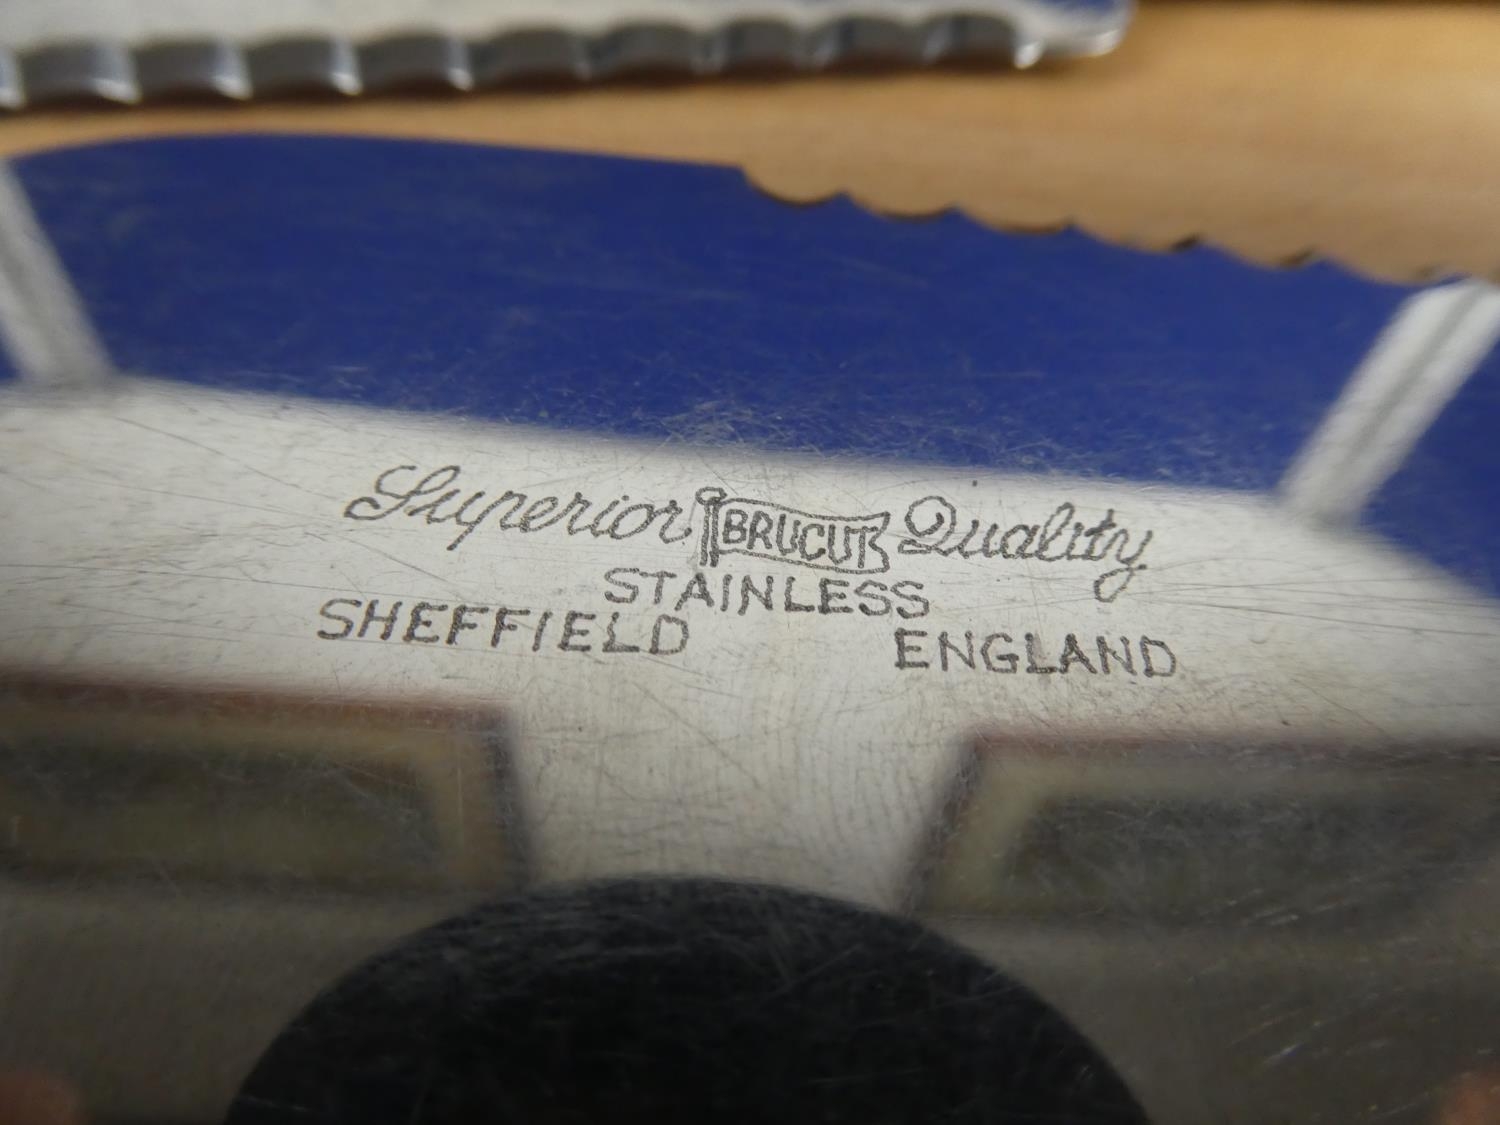 Superior BRUCUT Quality
STAINLESS
SHEFFIELD ENGLAND